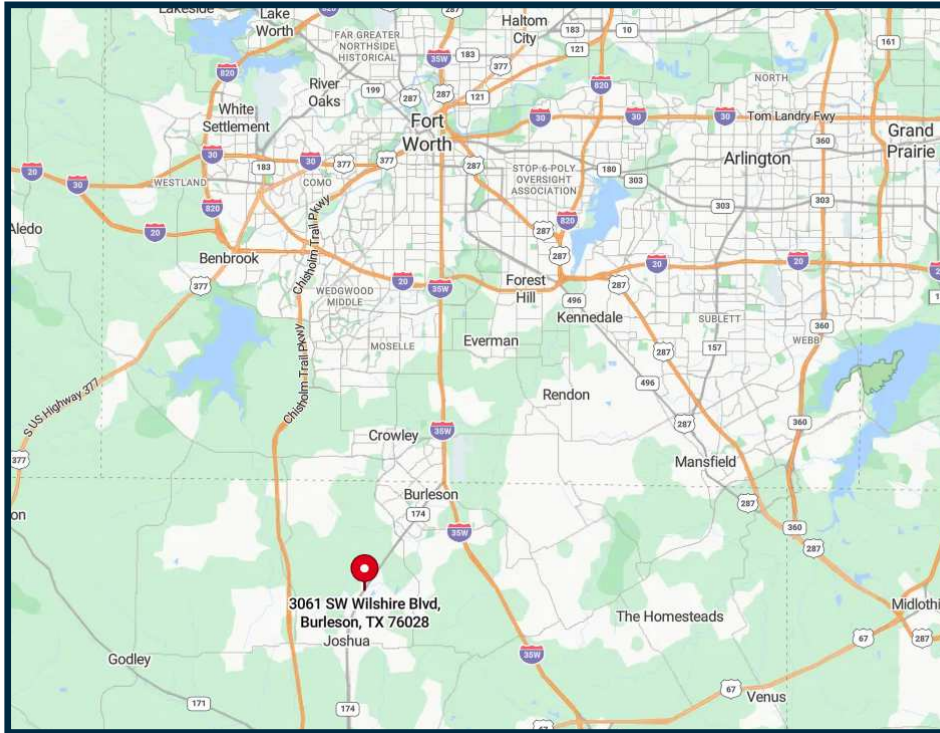 Lakeside
Lake
Worth
820
287
Haltom
City
183
10
161
FAR GREATER
NORTHSIDE
HISTORICAL
35W
183
377
121
820
River
Oaks
199
287
287
121
NORTH
White
Settlement
Fort
Worth
30
30
30
Tom Landry Fwy
Grand
Prairie
360
Arlington
30
183
30
377
377
287
STOP-6-POLY
OVERSIGHT
ASSOCIATION
180
303
20
30
WESTLAND
COMO
820
303
303
Aledo
20
287
820
287
Benbrook
Chisholm Trail Pkwy
20
20
20
377
WEDGWOOD
MIDDLE
20
35W
Forest
Hill
496
287
Kennedale
SUBLETT
360
WEBB
MOSELLE
Everman
157
287
Chisholm Trail Pkwy
S US Highway 377
496
Rendon
287
360
Crowley
35W
377
Mansfield
Burleson
287
174
35W
360
287
3061 SW Wilshire Blvd,
Burleson, TX 76028
Joshua
The Homesteads
Midlothi
287
67
Godley
35W
67
Venus
171
174
67